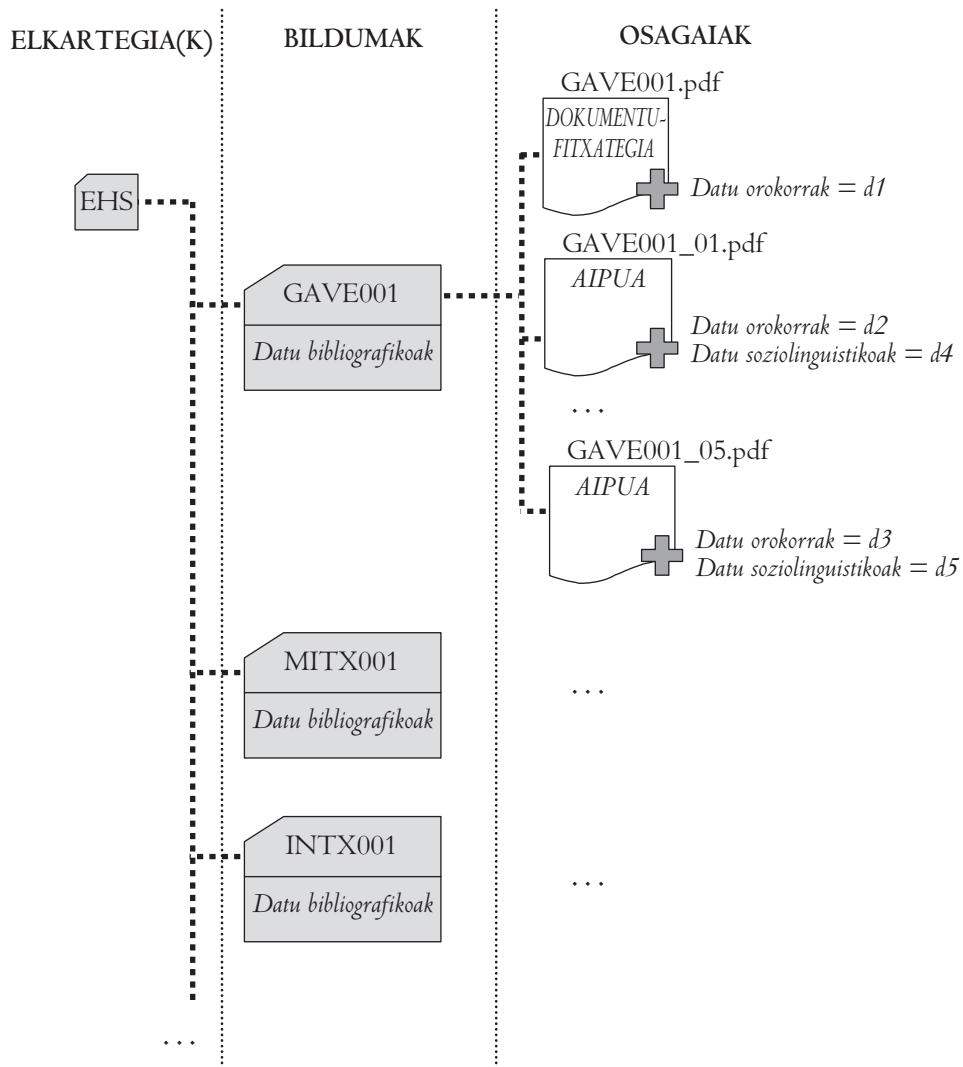 ELKARTEGIA(K)
BILDUMAK
OSAGAIAK
EHS
GAVE001
Datu bibliografikoak
GAVE001.pdf
DOKUMENTU-
FITXATEGIA
Datu orokorrak = d1
GAVE001_01.pdf
AIPUA
Datu orokorrak = d2
Datu soziolinguistikoak = d4
. . .
GAVE001_05.pdf
AIPUA
Datu orokorrak = d3
Datu soziolinguistikoak = d5
MITX001
Datu bibliografikoak
. . .
INTX001
Datu bibliografikoak
. . .
. . .